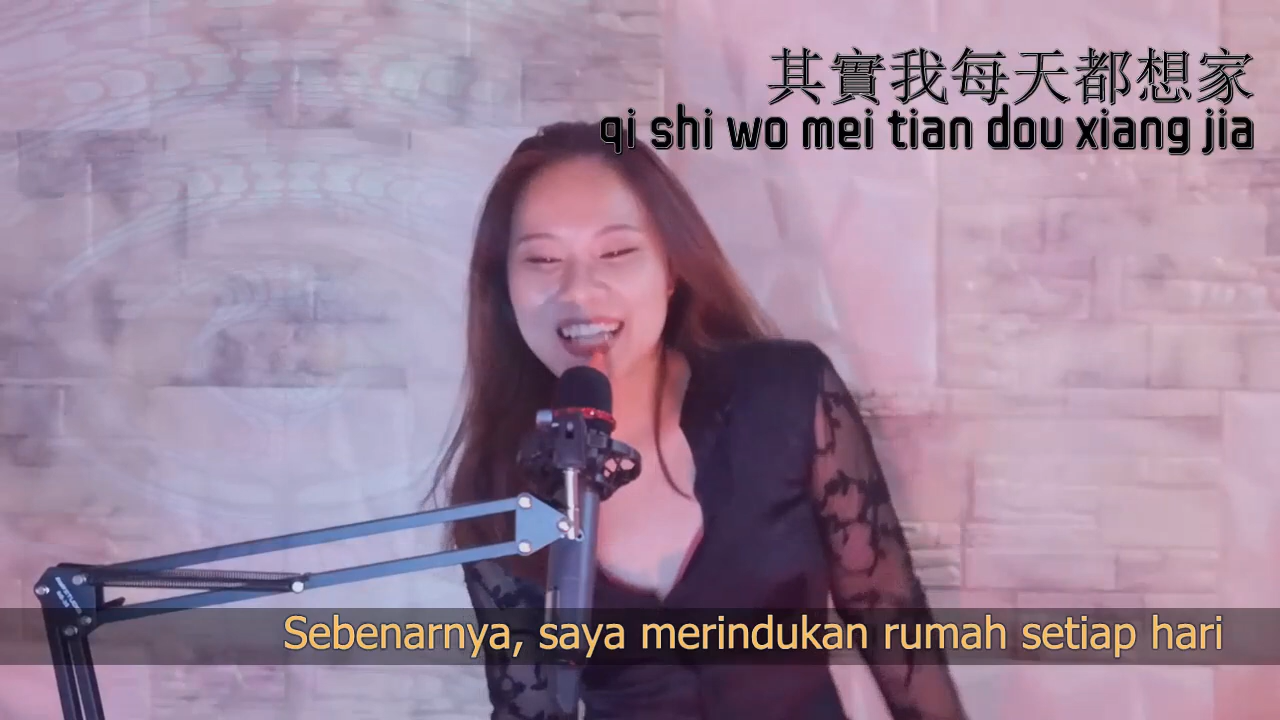 其實我每天都想家
qi shi wo mei tian dou xiang jia
Sebenarnya, saya merindukan rumah setiap hari